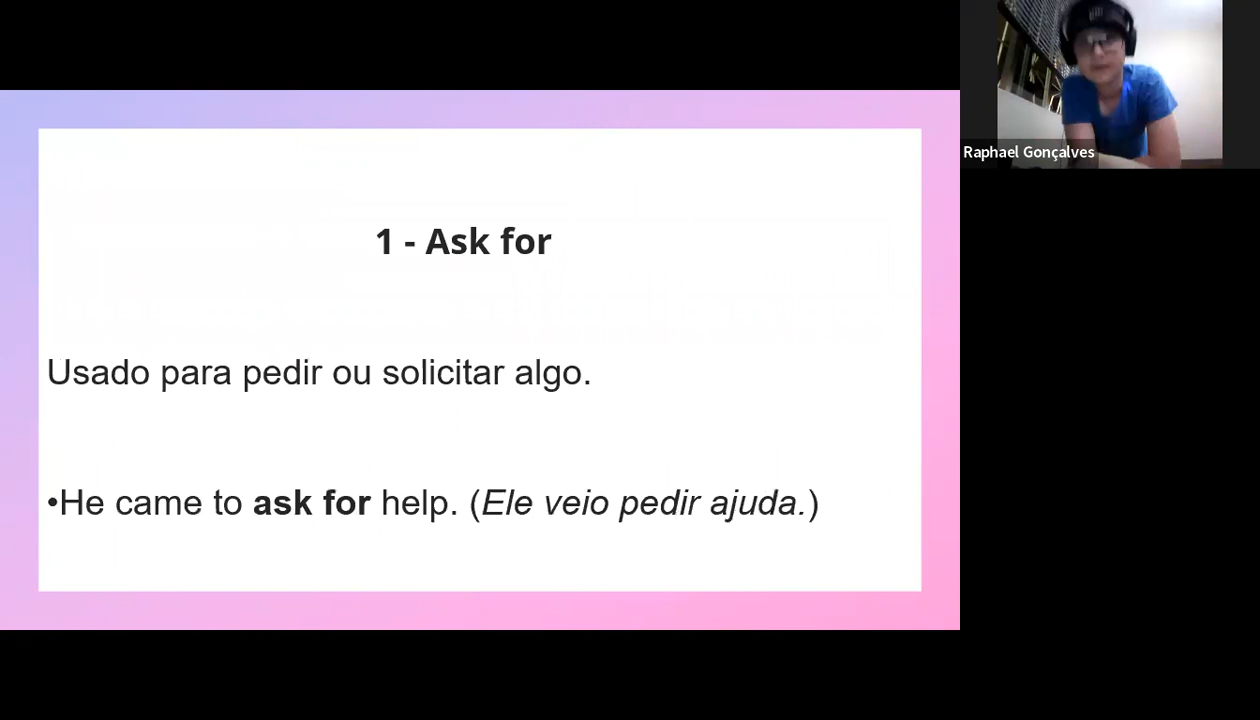 1 - Ask for
Usado para pedir ou solicitar algo.
•He came to ask for help. (Ele veio pedir ajuda.)
Raphael Gonçalves